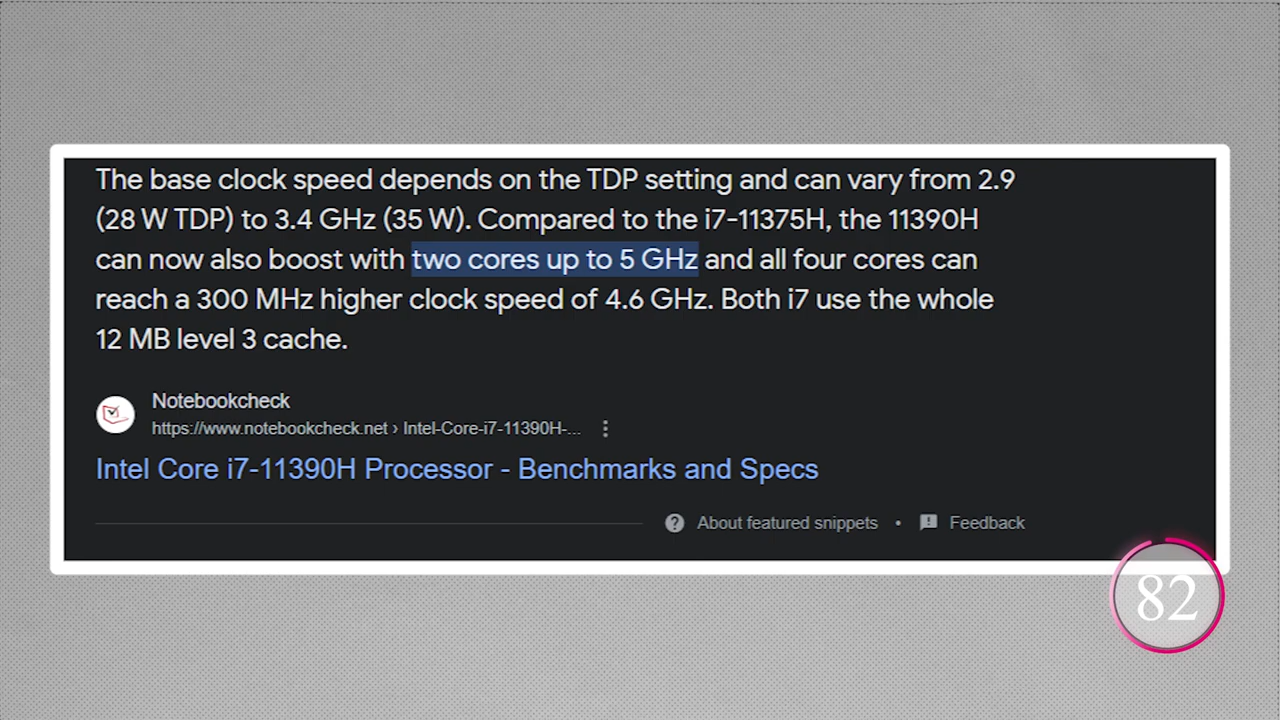 The base clock speed depends on the TDP setting and can vary from 2.9
(28 W TDP) to 3.4 GHz (35 W). Compared to the i7-11375H, the 11390H
can now also boost with two cores up to 5 GHz and all four cores can
reach a 300 MHz higher clock speed of 4.6 GHz. Both i7 use the whole
12 MB level 3 cache.
Notebookcheck
https://www.notebookcheck.net › Intel-Core-i7-11390H-...
Intel Core i7-11390H Processor - Benchmarks and Specs
About featured snippets • Feedback
82